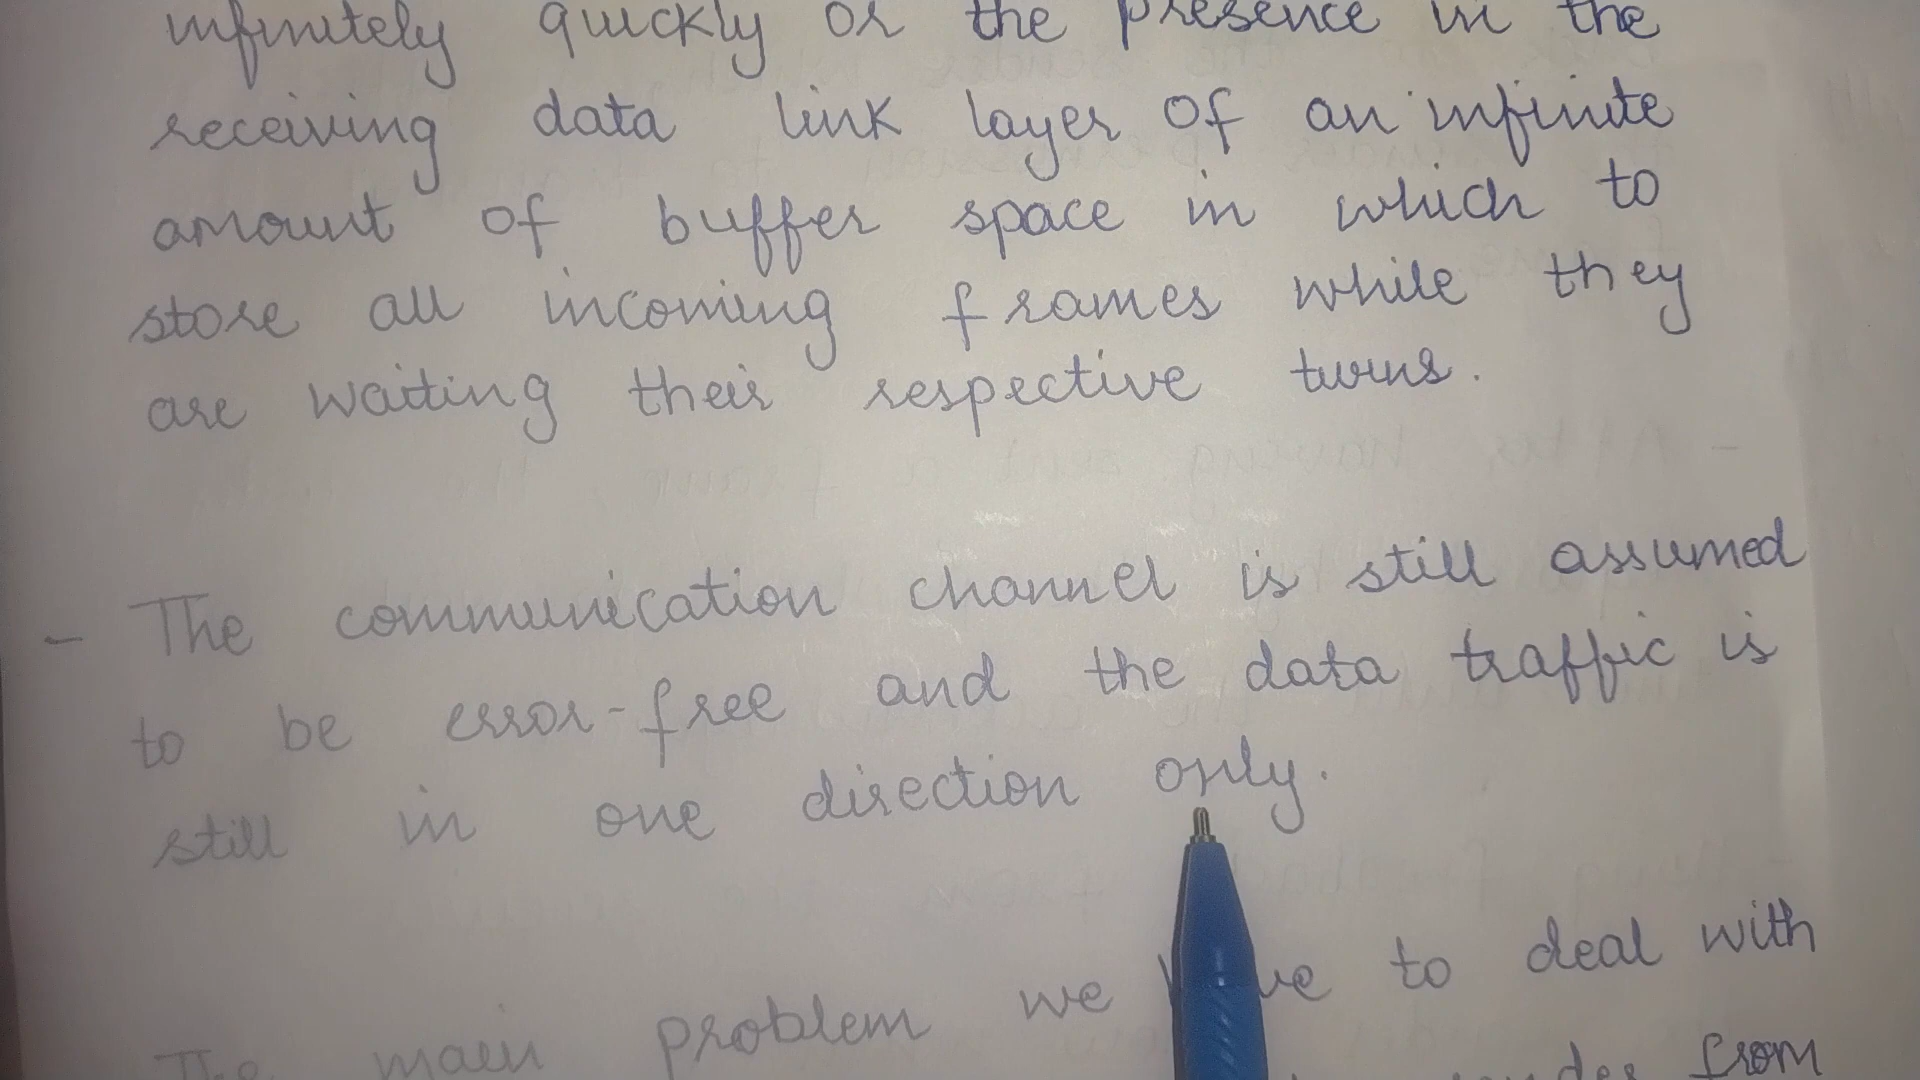 infinitely quickly or the presence in the
receiving data link layer of an infinite
amount of buffer space in which to
store all incoming frames while they
are waiting their respective turns.
- The communication channel is still assumed
to be error-free and the data traffic is
still in one direction only.
The main problem we to deal with
from